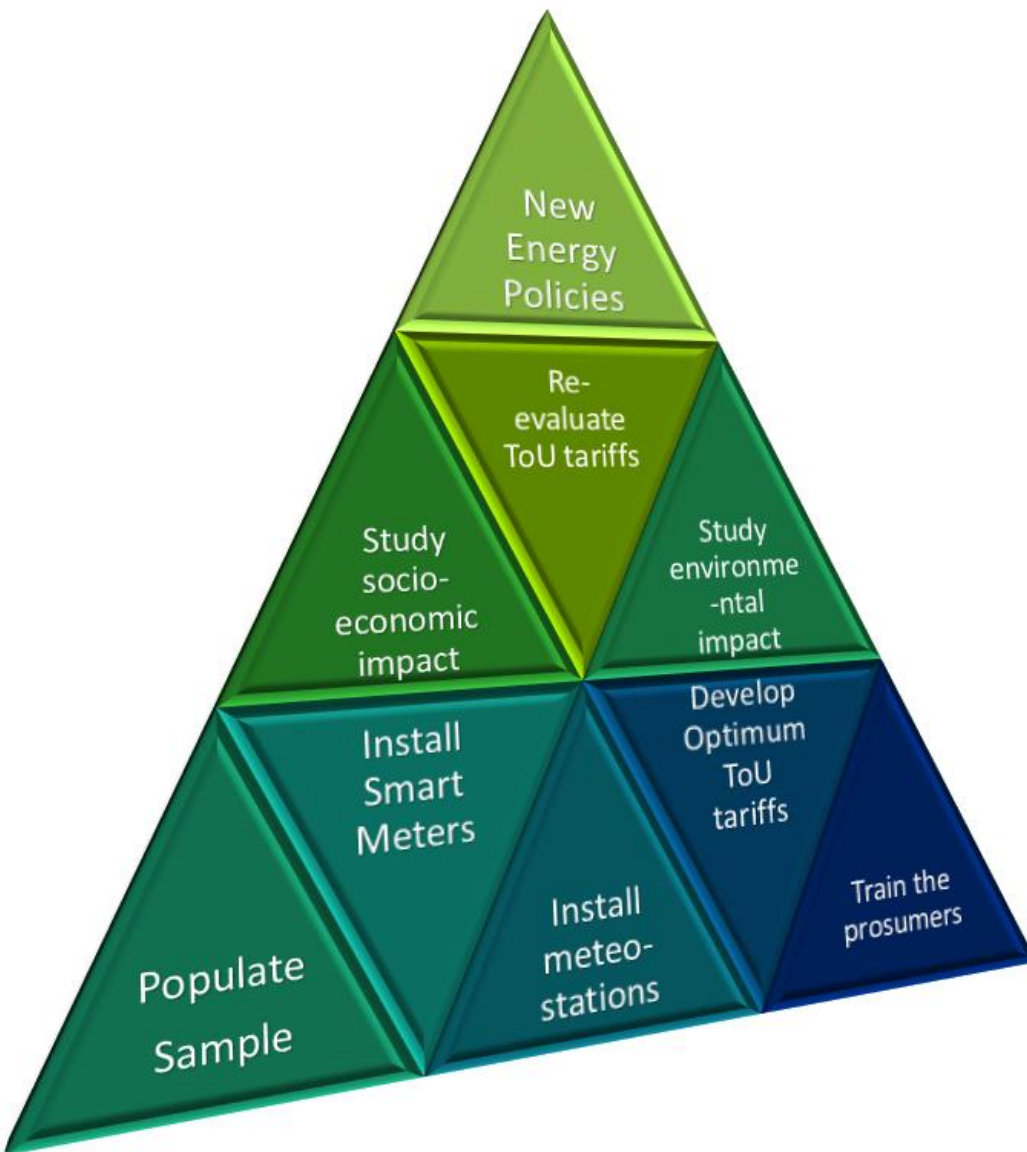 New
Energy
Policies
Re-
evaluate
ToU tariffs
Study
socio-
economic
impact
Study
environme
-ntal
impact
Populate
Sample
Install
Smart
Meters
Install
meteo-
stations
Develop
Optimum
ToU
tariffs
Train the
prosumers